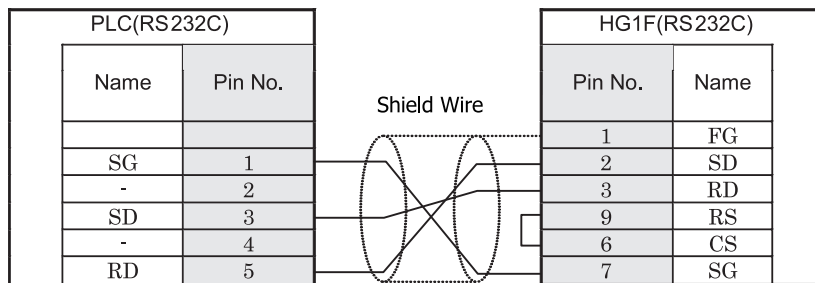 PLC(RS232C) HG1F(RS232C)
Name Pin No. Pin No. Name
Shield Wire
1 FG
SG 1 2 SD
- 2 3 RD
SD 3 9 RS
- 4 6 CS
RD 5 7 SG